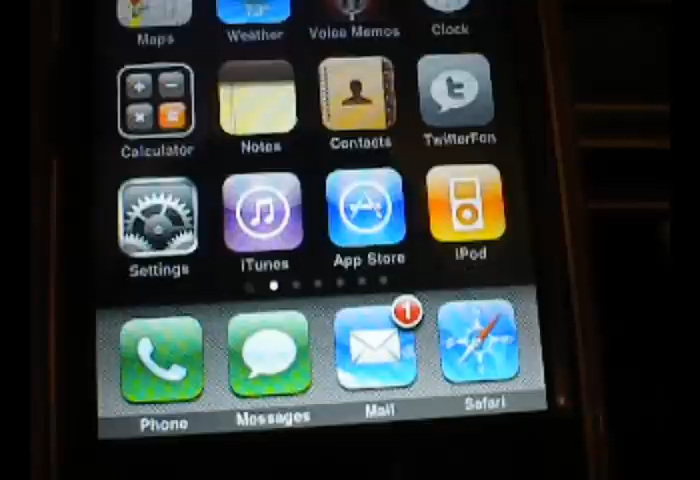 Maps Weather Voice Memos Clock
73°
Calculator Notes Contacts TwitterFon
Settings iTunes App Store iPod
1
Phone Messages Mail Safari